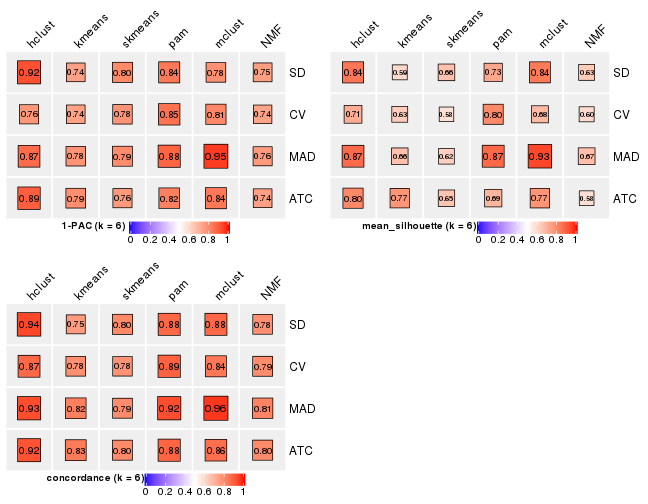 hclust kmeans skmeans pam mclust NMF
0.92 0.74 0.80 0.84 0.78 0.75 SD
0.76 0.74 0.78 0.85 0.81 0.74 CV
0.87 0.78 0.79 0.88 0.95 0.76 MAD
0.89 0.79 0.76 0.82 0.84 0.74 ATC
1-PAC (k = 6)
0 0.2 0.4 0.6 0.8 1
hclust kmeans skmeans pam mclust NMF
0.84 0.59 0.66 0.73 0.84 0.63 SD
0.71 0.63 0.58 0.80 0.68 0.60 CV
0.87 0.66 0.62 0.87 0.93 0.67 MAD
0.80 0.77 0.65 0.69 0.77 0.58 ATC
mean_silhouette (k = 6)
0 0.2 0.4 0.6 0.8 1
hclust kmeans skmeans pam mclust NMF
0.94 0.75 0.80 0.88 0.88 0.78 SD
0.87 0.78 0.78 0.89 0.84 0.79 CV
0.93 0.82 0.79 0.92 0.96 0.81 MAD
0.92 0.83 0.80 0.88 0.86 0.80 ATC
concordance (k = 6)
0 0.2 0.4 0.6 0.8 1